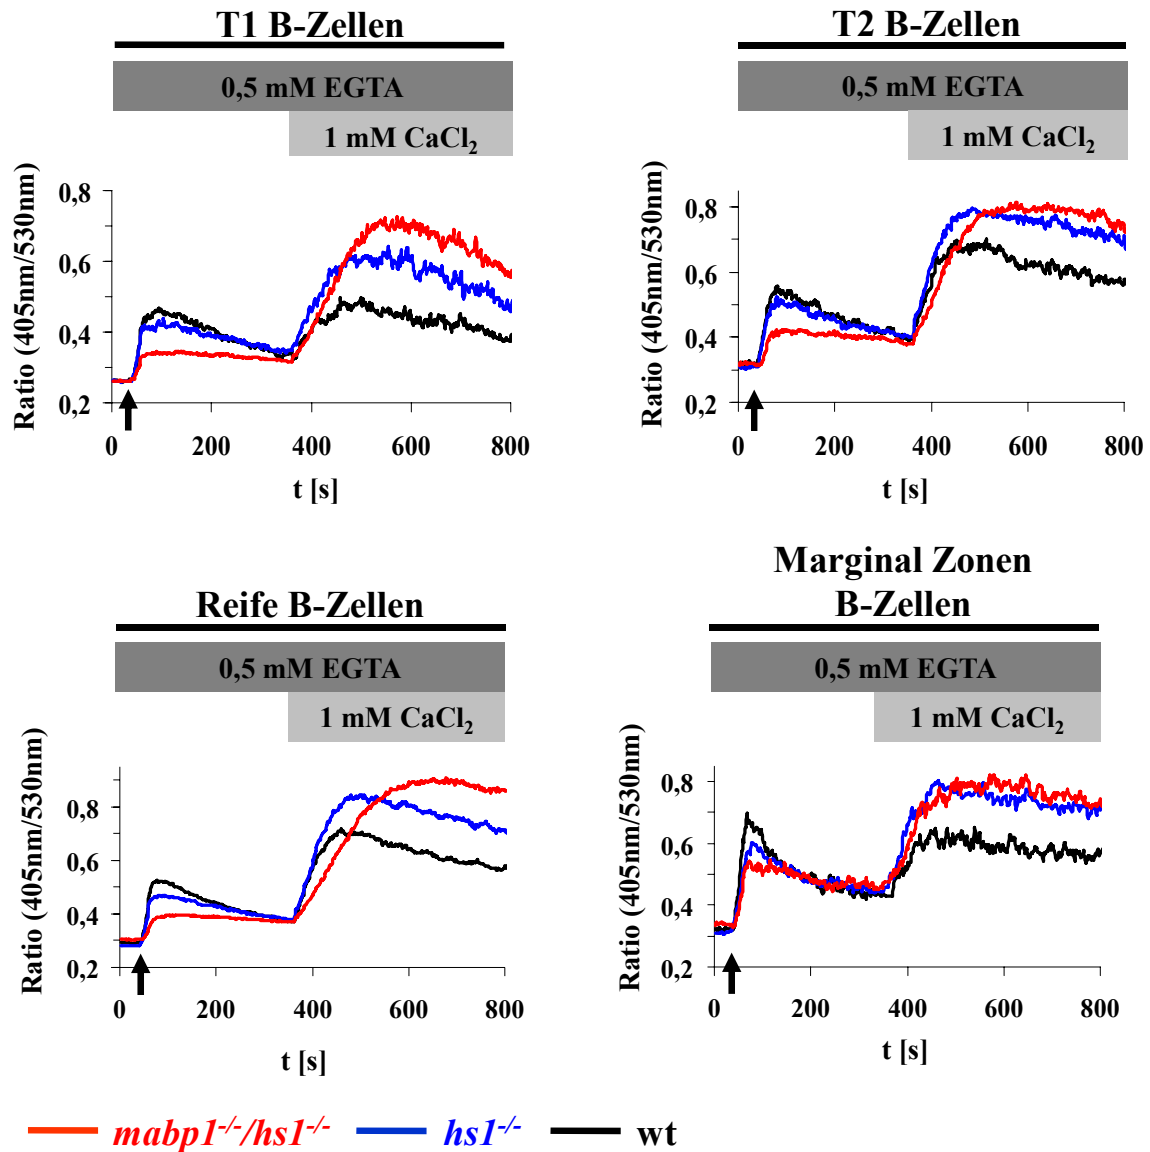 T1 B-Zellen
0,5 mM EGTA
1 mM CaCl₂
Ratio (405nm/530nm)
0,8
0,6
0,4
0,2
0 200 400 600 800
t [s]
T2 B-Zellen
0,5 mM EGTA
1 mM CaCl₂
Ratio (405nm/530nm)
0,8
0,6
0,4
0,2
0 200 400 600 800
t [s]
Reife B-Zellen
0,5 mM EGTA
1 mM CaCl₂
Ratio (405nm/530nm)
0,8
0,6
0,4
0,2
0 200 400 600 800
t [s]
Marginal Zonen
B-Zellen
0,5 mM EGTA
1 mM CaCl₂
Ratio (405nm/530nm)
0,8
0,6
0,4
0,2
0 200 400 600 800
t [s]
mabp1⁻/⁻/hs1⁻/⁻ hs1⁻/⁻ wt